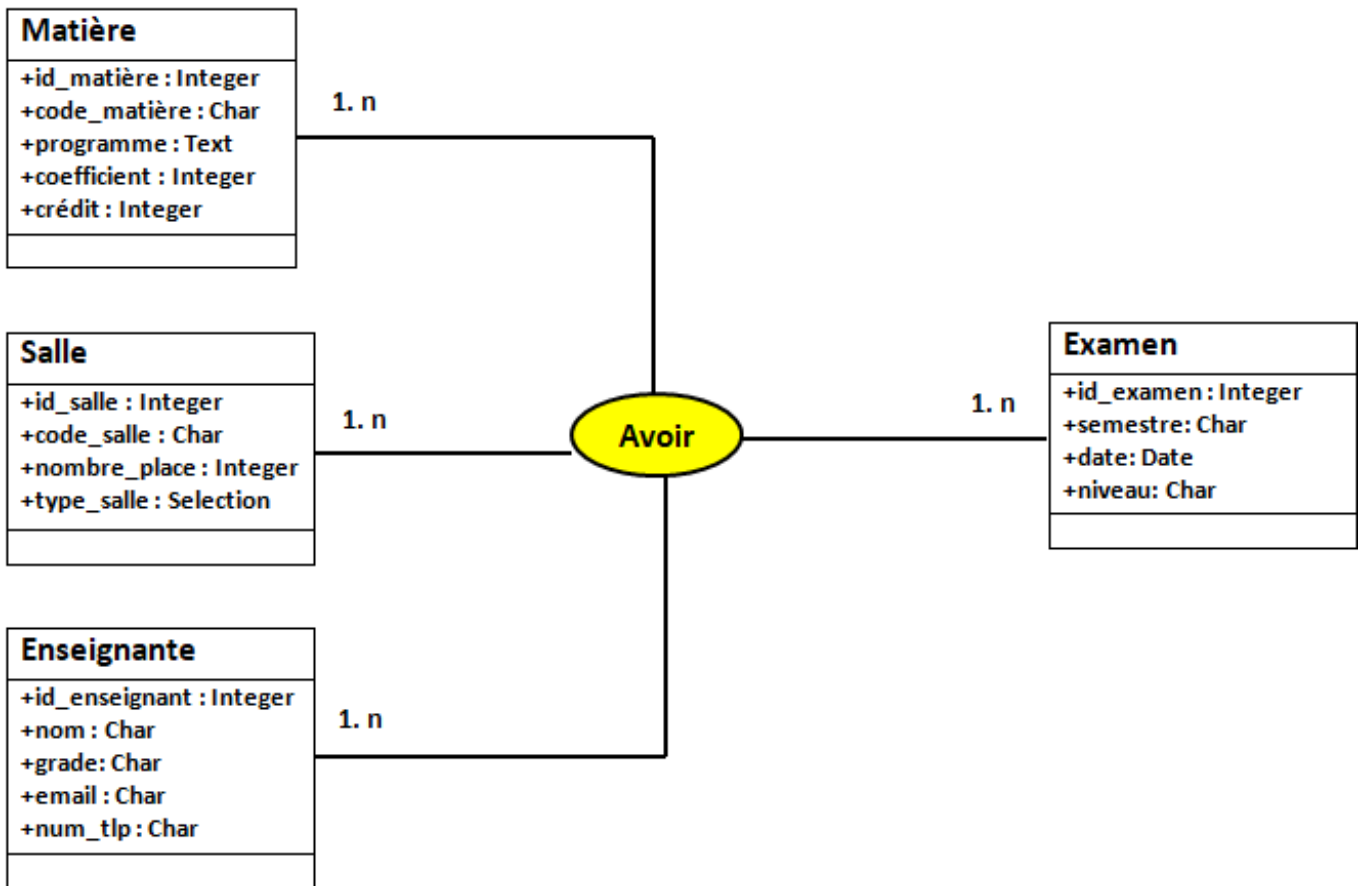 Matière
+id_matière : Integer
+code_matière : Char
+programme : Text
+coefficient : Integer
+crédit : Integer
1. n
Salle
+id_salle : Integer
+code_salle : Char
+nombre_place : Integer
+type_salle : Selection
1. n
Avoir
1. n
Examen
+id_examen : Integer
+semestre: Char
+date: Date
+niveau: Char
Enseignante
+id_enseignant : Integer
+nom : Char
+grade: Char
+email : Char
+num_tlp : Char
1. n